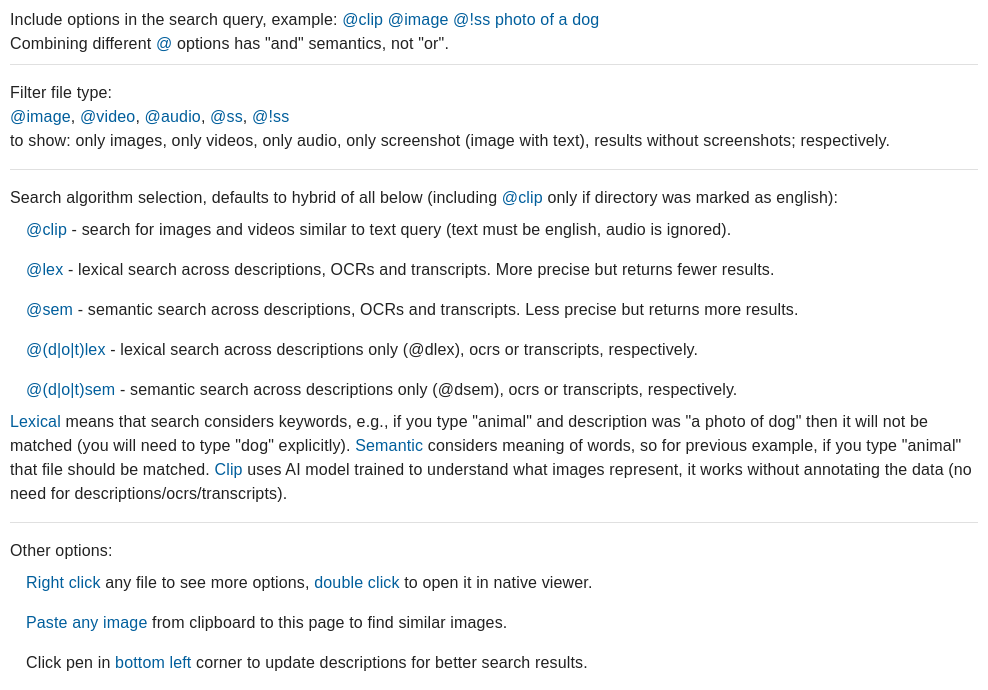 Include options in the search query, example: @clip @image @!ss photo of a dog
Combining different @ options has "and" semantics, not "or".
Filter file type:
@image, @video, @audio, @ss, @!ss
to show: only images, only videos, only audio, only screenshot (image with text), results without screenshots; respectively.
Search algorithm selection, defaults to hybrid of all below (including @clip only if directory was marked as english):
@clip - search for images and videos similar to text query (text must be english, audio is ignored).
@lex - lexical search across descriptions, OCRs and transcripts. More precise but returns fewer results.
@sem - semantic search across descriptions, OCRs and transcripts. Less precise but returns more results.
@(d|o|t)lex - lexical search across descriptions only (@dlex), ocrs or transcripts, respectively.
@(d|o|t)sem - semantic search across descriptions only (@dsem), ocrs or transcripts, respectively.
Lexical means that search considers keywords, e.g., if you type "animal" and description was "a photo of dog" then it will not be
matched (you will need to type "dog" explicitly). Semantic considers meaning of words, so for previous example, if you type "animal"
that file should be matched. Clip uses AI model trained to understand what images represent, it works without annotating the data (no
need for descriptions/ocrs/transcripts).
Other options:
Right click any file to see more options, double click to open it in native viewer.
Paste any image from clipboard to this page to find similar images.
Click pen in bottom left corner to update descriptions for better search results.